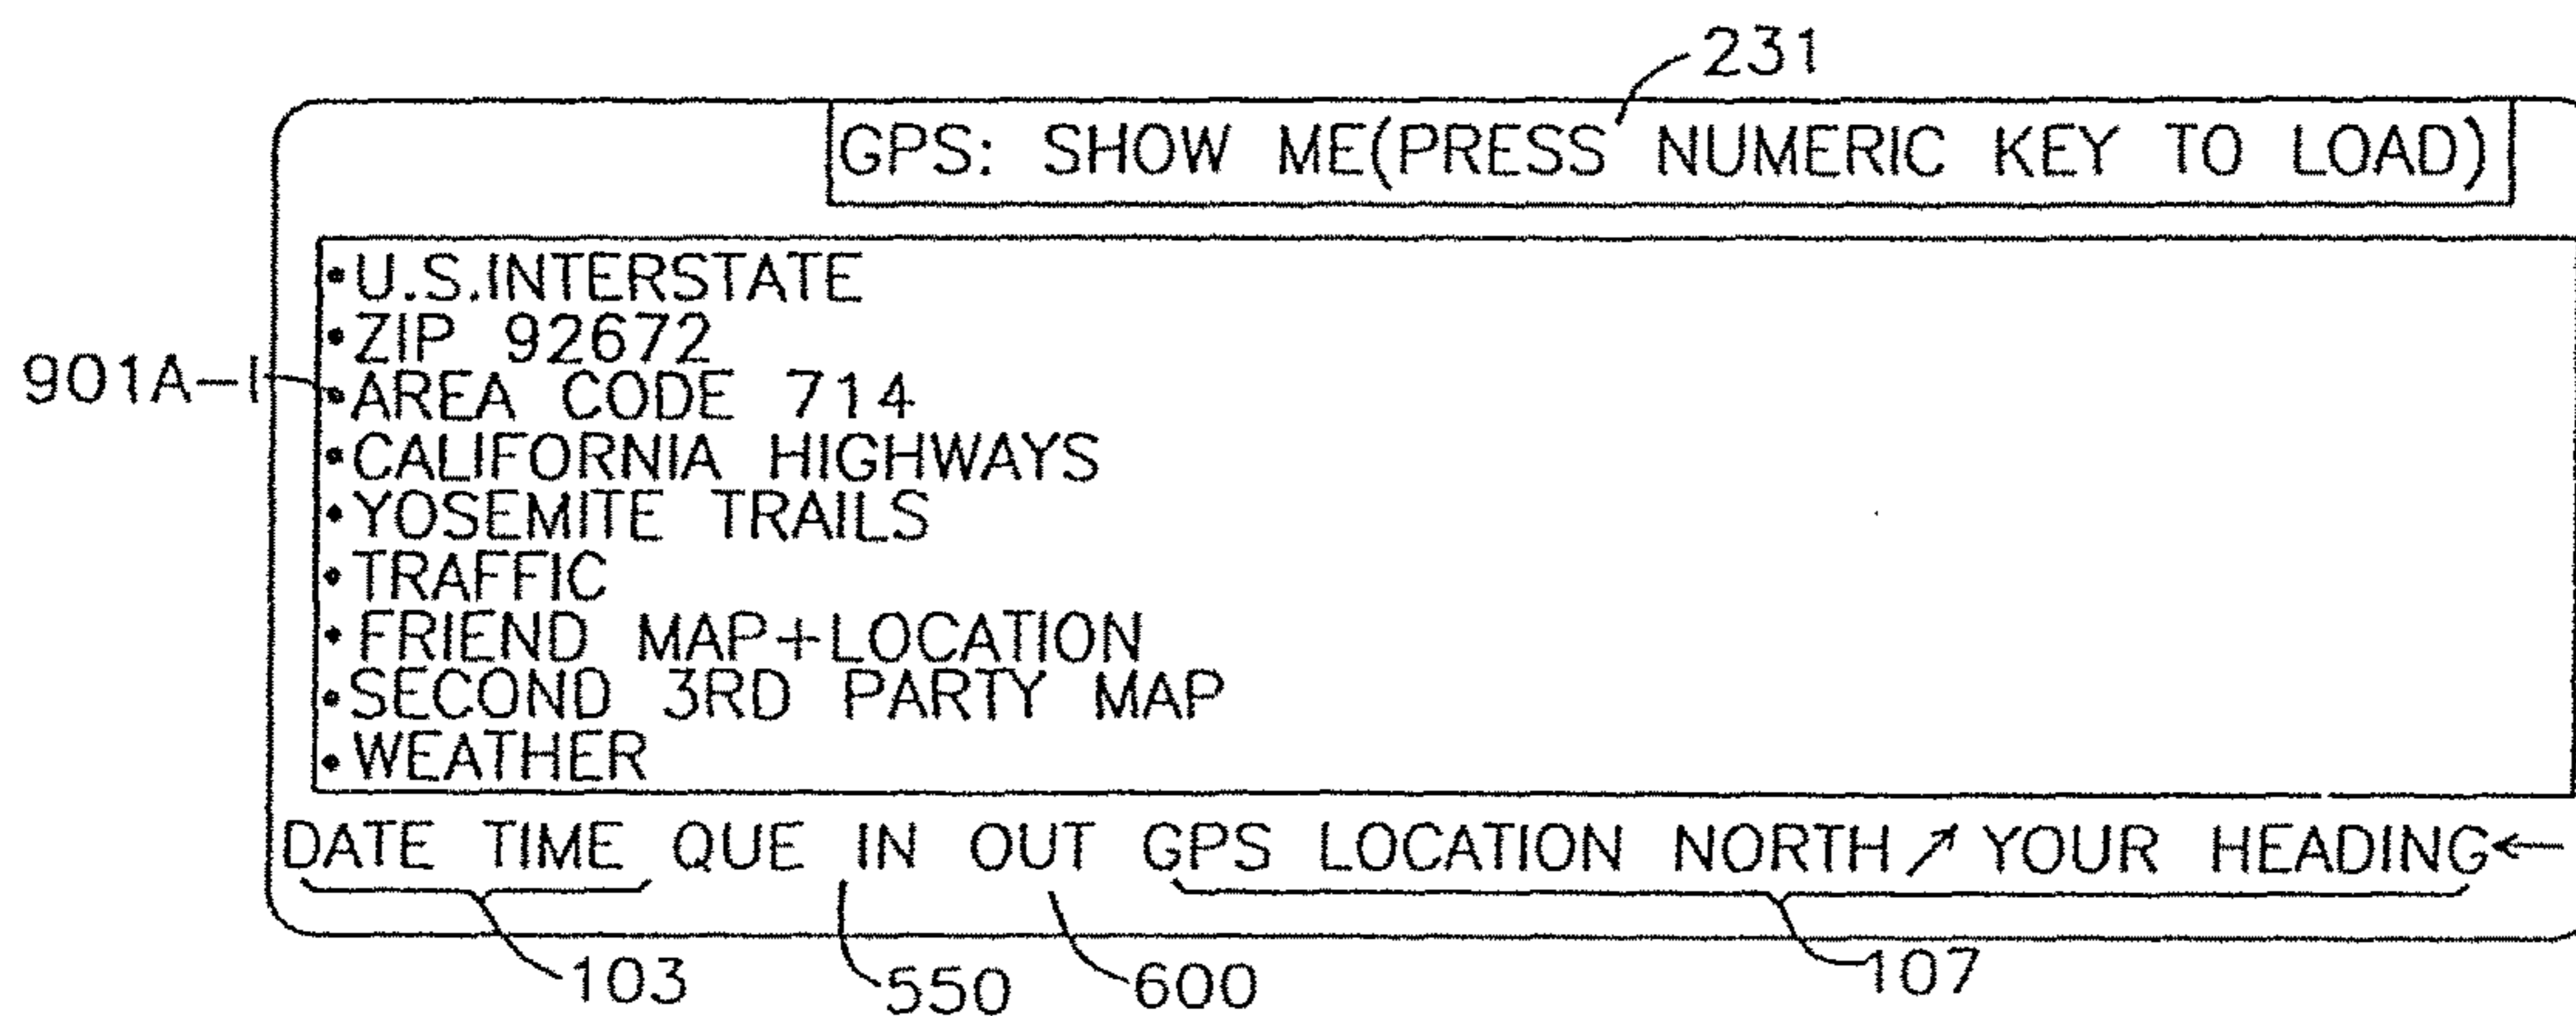 231
GPS: SHOW ME(PRESS NUMERIC KEY TO LOAD)
•U.S.INTERSTATE
•ZIP 92672
901A-I
•AREA CODE 714
•CALIFORNIA HIGHWAYS
•YOSEMITE TRAILS
•TRAFFIC
•FRIEND MAP+LOCATION
•SECOND 3RD PARTY MAP
•WEATHER
DATE TIME QUE IN OUT GPS LOCATION NORTH↗ YOUR HEADING←
103 550 600 107